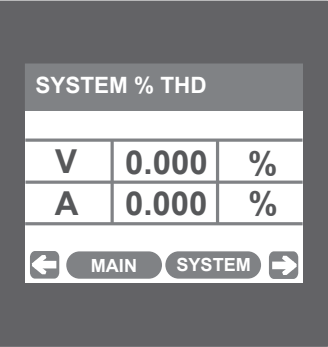 SYSTEM % THD
V 0.000 %
A 0.000 %
MAIN SYSTEM